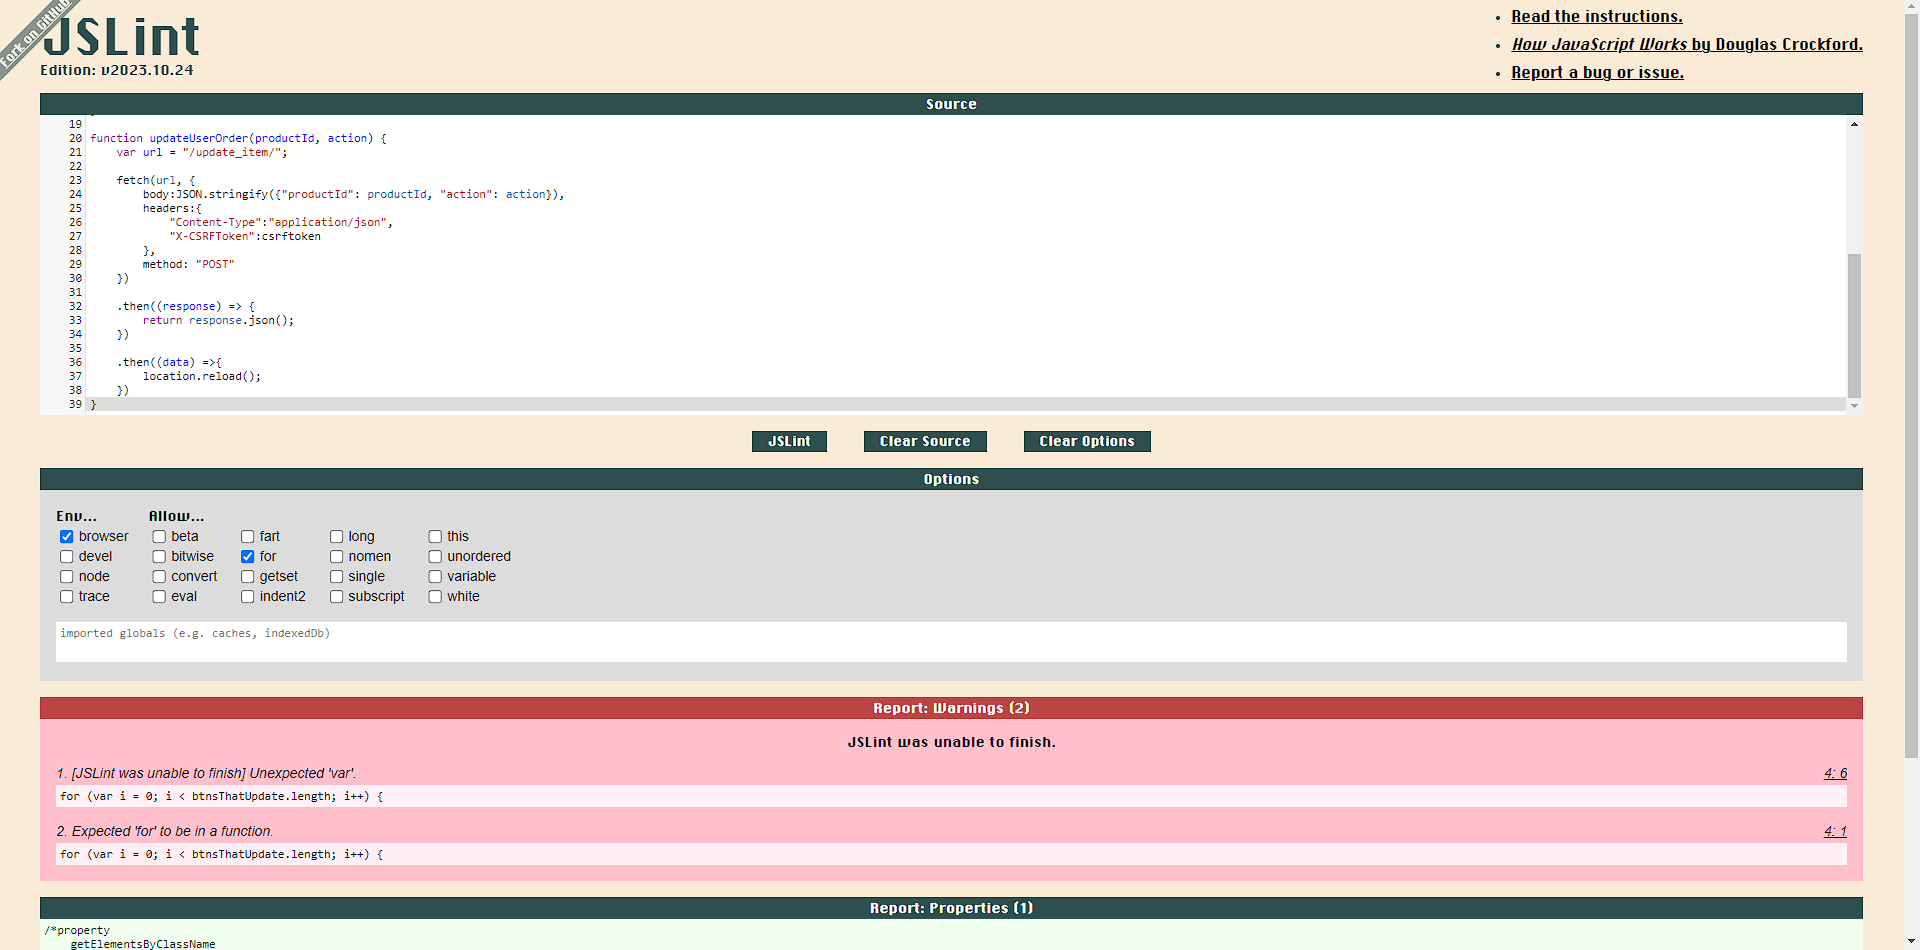 Fork on GitHub
JSLint
Edition: v2023.10.24
Read the instructions.
How JavaScript Works by Douglas Crockford.
Report a bug or issue.
Source
19
20 function updateUserOrder(productId, action) {
21     var url = "/update_item/";
22
23     fetch(url, {
24         body:JSON.stringify({"productId": productId, "action": action}),
25         headers:{
26             "Content-Type":"application/json",
27             "X-CSRFToken":csrftoken
28         },
29         method: "POST"
30     })
31
32     .then((response) => {
33         return response.json();
34     })
35
36     .then((data) =>{
37         location.reload();
38     })
39 }
JSLint Clear Source Clear Options
Options
Env... Allow...
browser beta fart long this
devel bitwise for nomen unordered
node convert getset single variable
trace eval indent2 subscript white
imported globals (e.g. caches, indexedDb)
Report: Warnings (2)
JSLint was unable to finish.
1. [JSLint was unable to finish] Unexpected 'var'. 4: 6
for (var i = 0; i < btnsThatUpdate.length; i++) {
2. Expected 'for' to be in a function. 4: 1
for (var i = 0; i < btnsThatUpdate.length; i++) {
Report: Properties (1)
/*property
getElementsByClassName